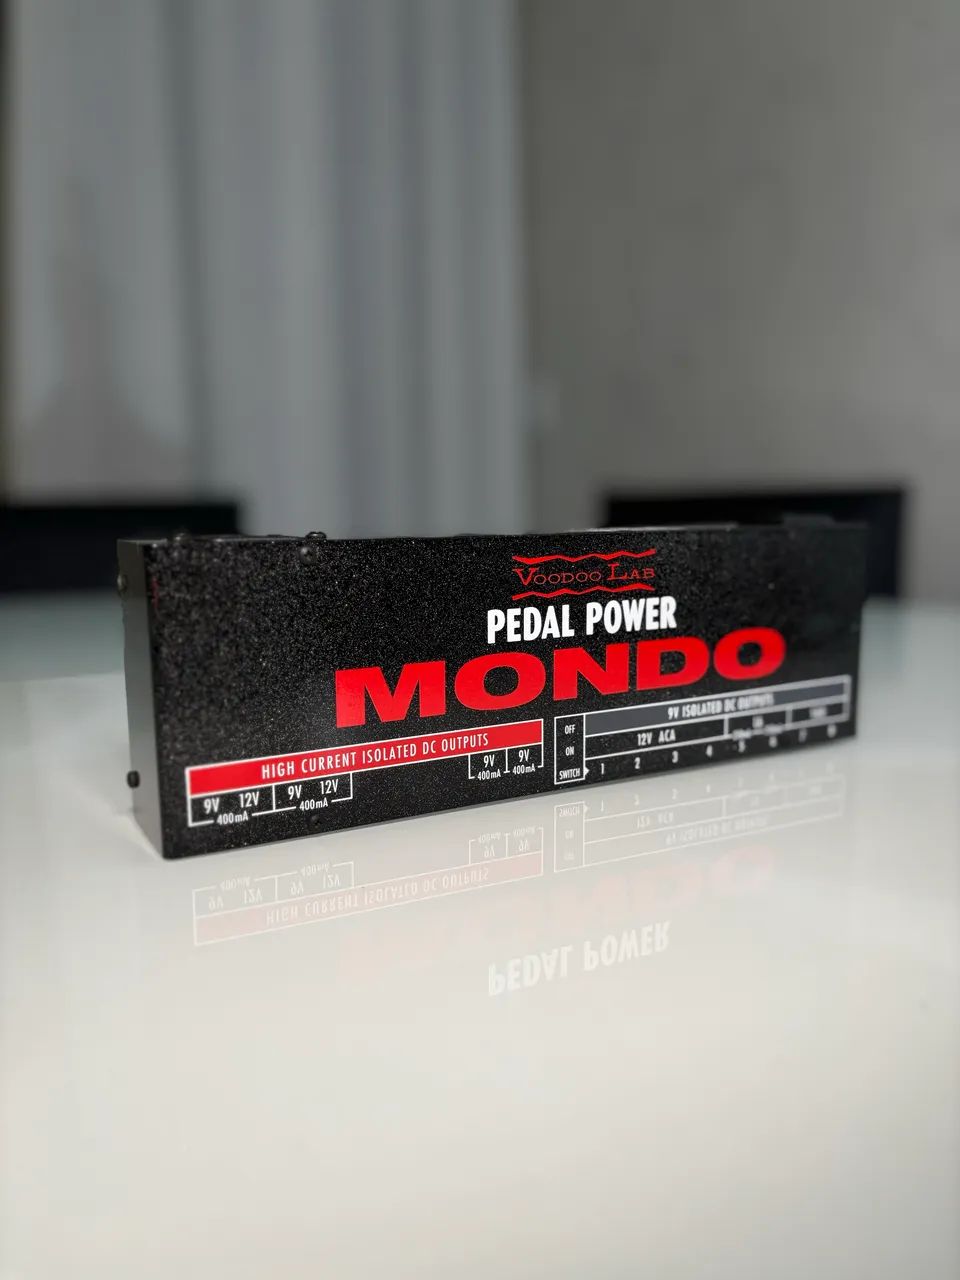 VOODOO LAB
PEDAL POWER
MONDO
HIGH CURRENT ISOLATED DC OUTPUTS
9V 12V 9V 12V 9V 9V
400mA 400mA 400mA 400mA
9V ISOLATED DC OUTPUTS
OFF
ON 12V ACA
SWITCH 1 2 3 4 5 6 7 8